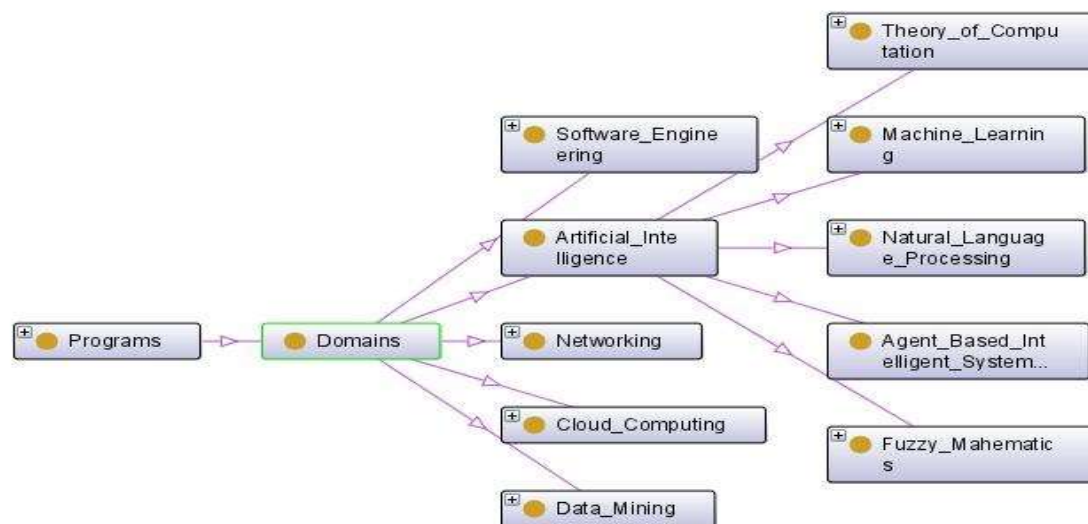 Theory_of_Compu
tation
Software_Engine
ering
Machine_Learnin
g
Artificial_Inte
lligence
Natural_Languag
e_Processing
Programs
Domains
Networking
Agent_Based_Int
elligent_System...
Cloud_Computing
Fuzzy_Mahematic
s
Data_Mining